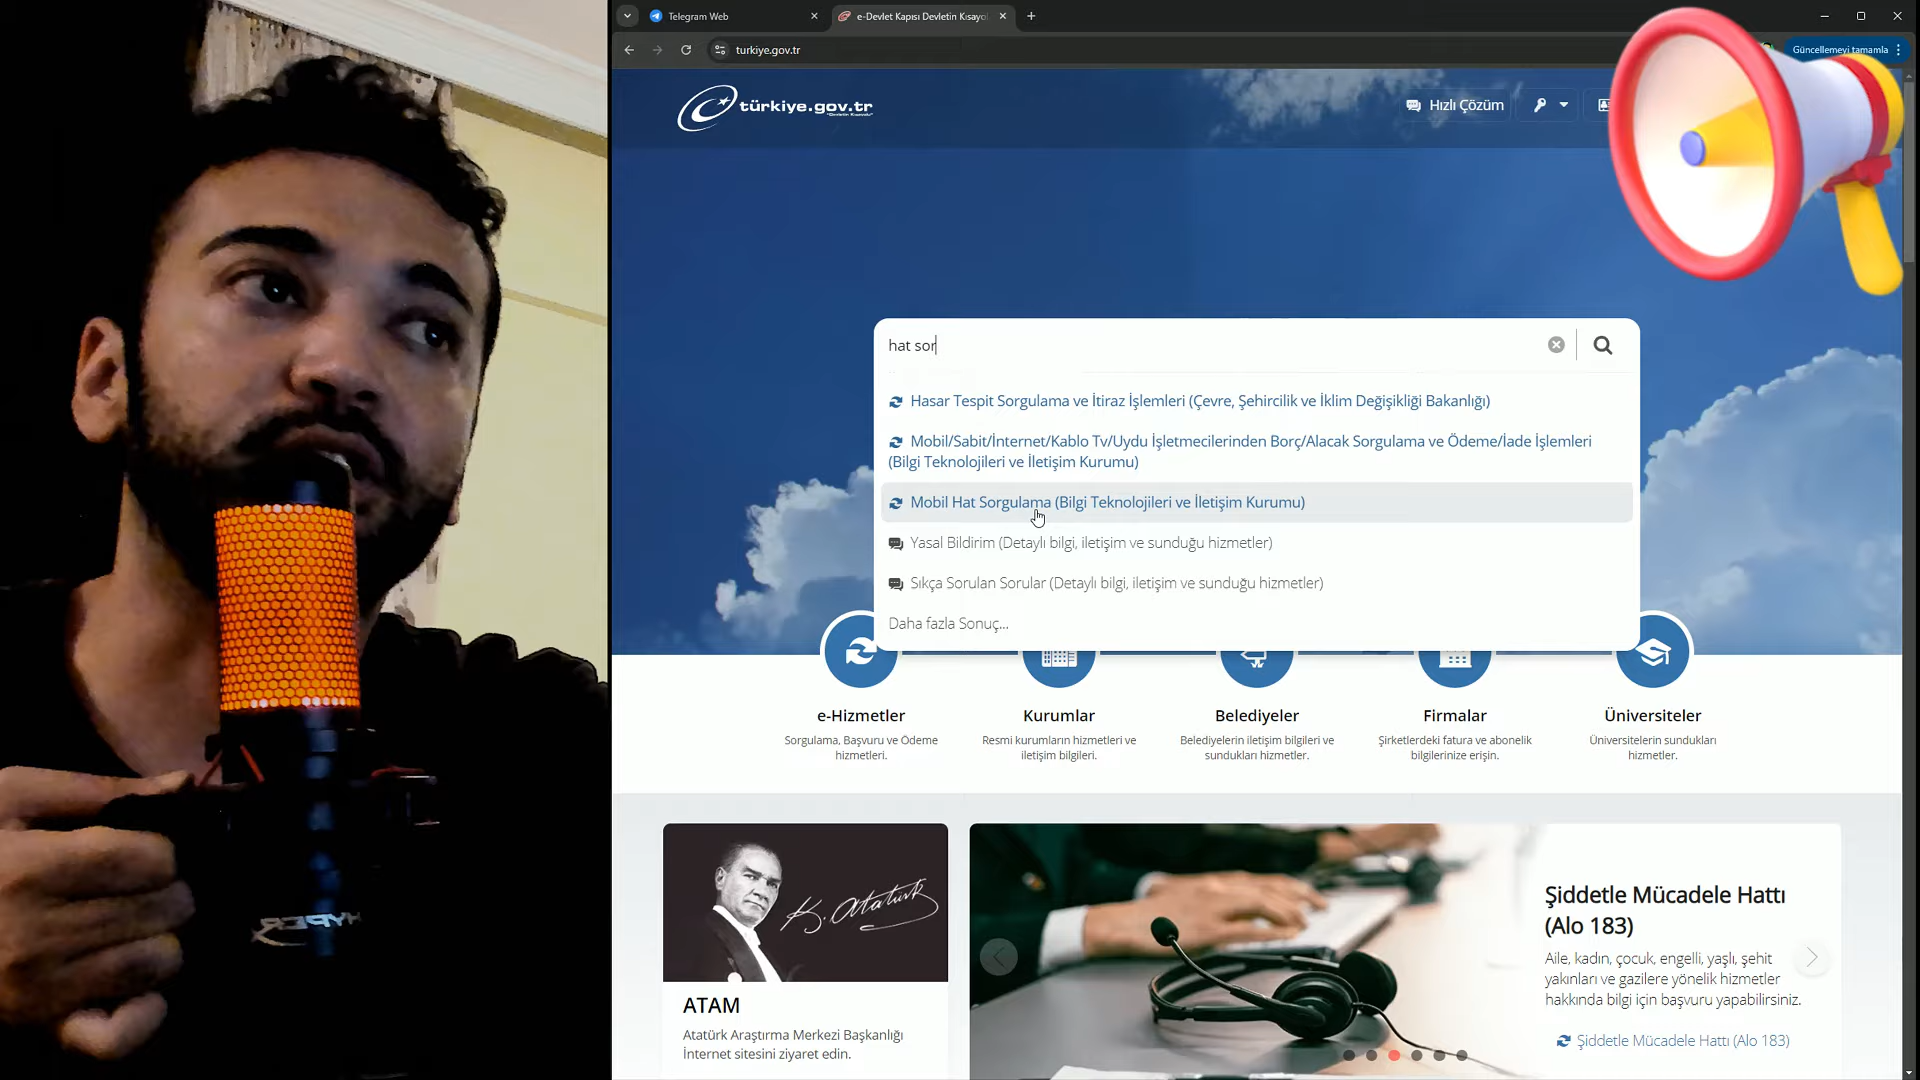 Telegram Web
e-Devlet Kapısı Devletin Kısayo
turkiye.gov.tr
Güncellemeyi tamamla
türkiye.gov.tr
Hızlı Çözüm
hat sor
Hasar Tespit Sorgulama ve İtiraz İşlemleri (Çevre, Şehircilik ve İklim Değişikliği Bakanlığı)
Mobil/Sabit/İnternet/Kablo Tv/Uydu İşletmecilerinden Borç/Alacak Sorgulama ve Ödeme/İade İşlemleri
(Bilgi Teknolojileri ve İletişim Kurumu)
Mobil Hat Sorgulama (Bilgi Teknolojileri ve İletişim Kurumu)
Yasal Bildirim (Detaylı bilgi, iletişim ve sunduğu hizmetler)
Sıkça Sorulan Sorular (Detaylı bilgi, iletişim ve sunduğu hizmetler)
Daha fazla Sonuç...
e-Hizmetler
Sorgulama, Başvuru ve Ödeme
hizmetleri.
Kurumlar
Resmi kurumların hizmetleri ve
iletişim bilgileri.
Belediyeler
Belediyelerin iletişim bilgileri ve
sundukları hizmetler.
Firmalar
Şirketlerdeki fatura ve abonelik
bilgilerinize erişin.
Üniversiteler
Üniversitelerin sundukları
hizmetler.
K. Atatürk
ATAM
Atatürk Araştırma Merkezi Başkanlığı
İnternet sitesini ziyaret edin.
Şiddetle Mücadele Hattı
(Alo 183)
Aile, kadın, çocuk, engelli, yaşlı, şehit
yakınları ve gazilere yönelik hizmetler
hakkında bilgi için başvuru yapabilirsiniz.
Şiddetle Mücadele Hattı (Alo 183)
HYPER